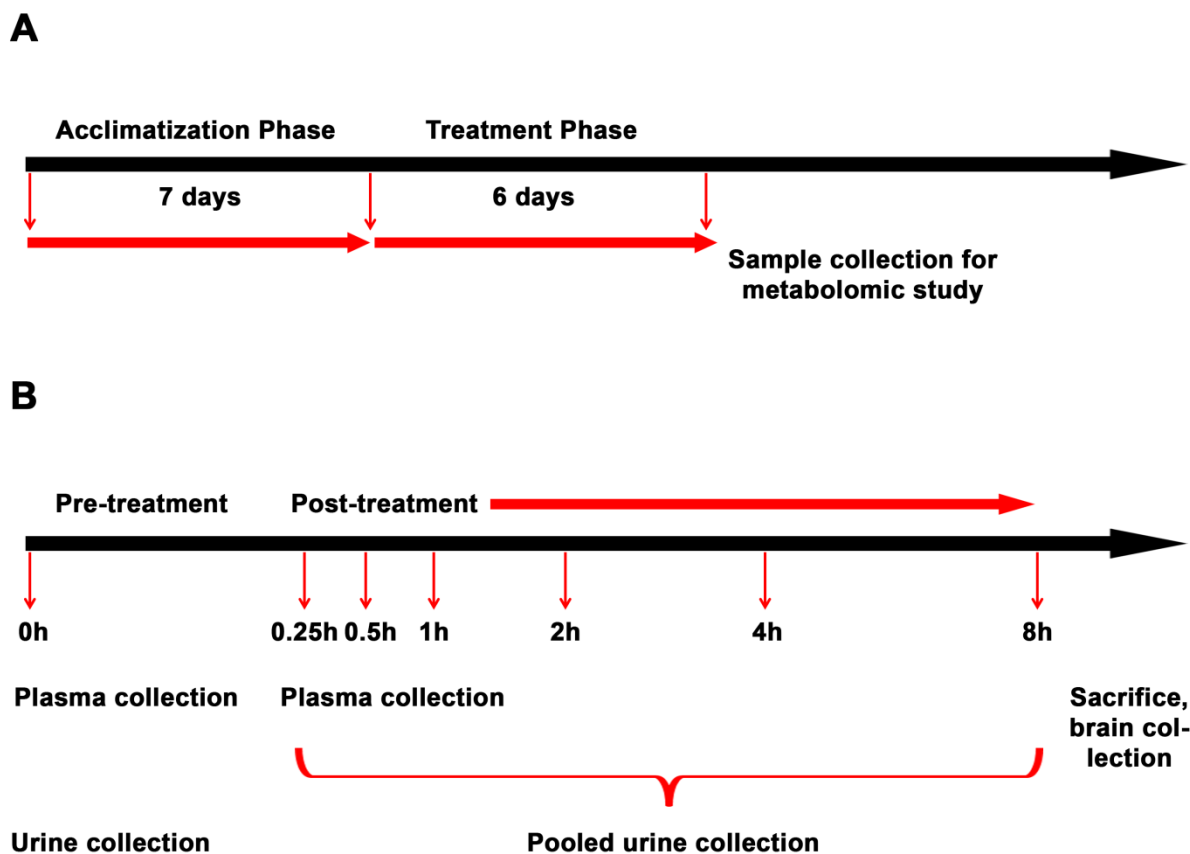 A
Acclimatization Phase Treatment Phase
7 days 6 days
Sample collection for
metabolomic study
B
Pre-treatment Post-treatment
0h 0.25h 0.5h 1h 2h 4h 8h
Plasma collection Plasma collection Sacrifice,
brain col-
lection
Urine collection Pooled urine collection